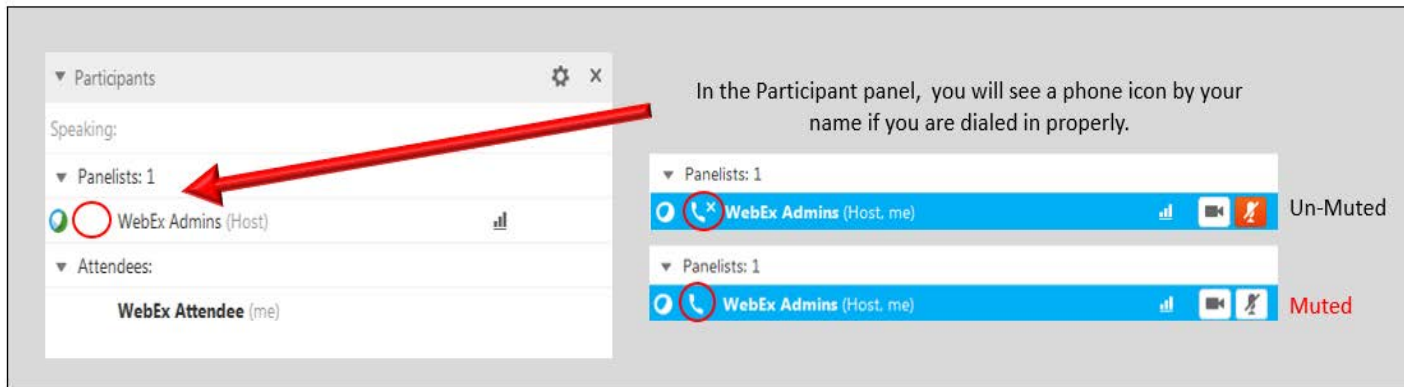 Participants
Speaking:
Panelists: 1
WebEx Admins (Host)
Attendees:
WebEx Attendee (me)
In the Participant panel, you will see a phone icon by your
name if you are dialed in properly.
Panelists: 1
WebEx Admins (Host, me)
Un-Muted
Panelists: 1
WebEx Admins (Host, me)
Muted